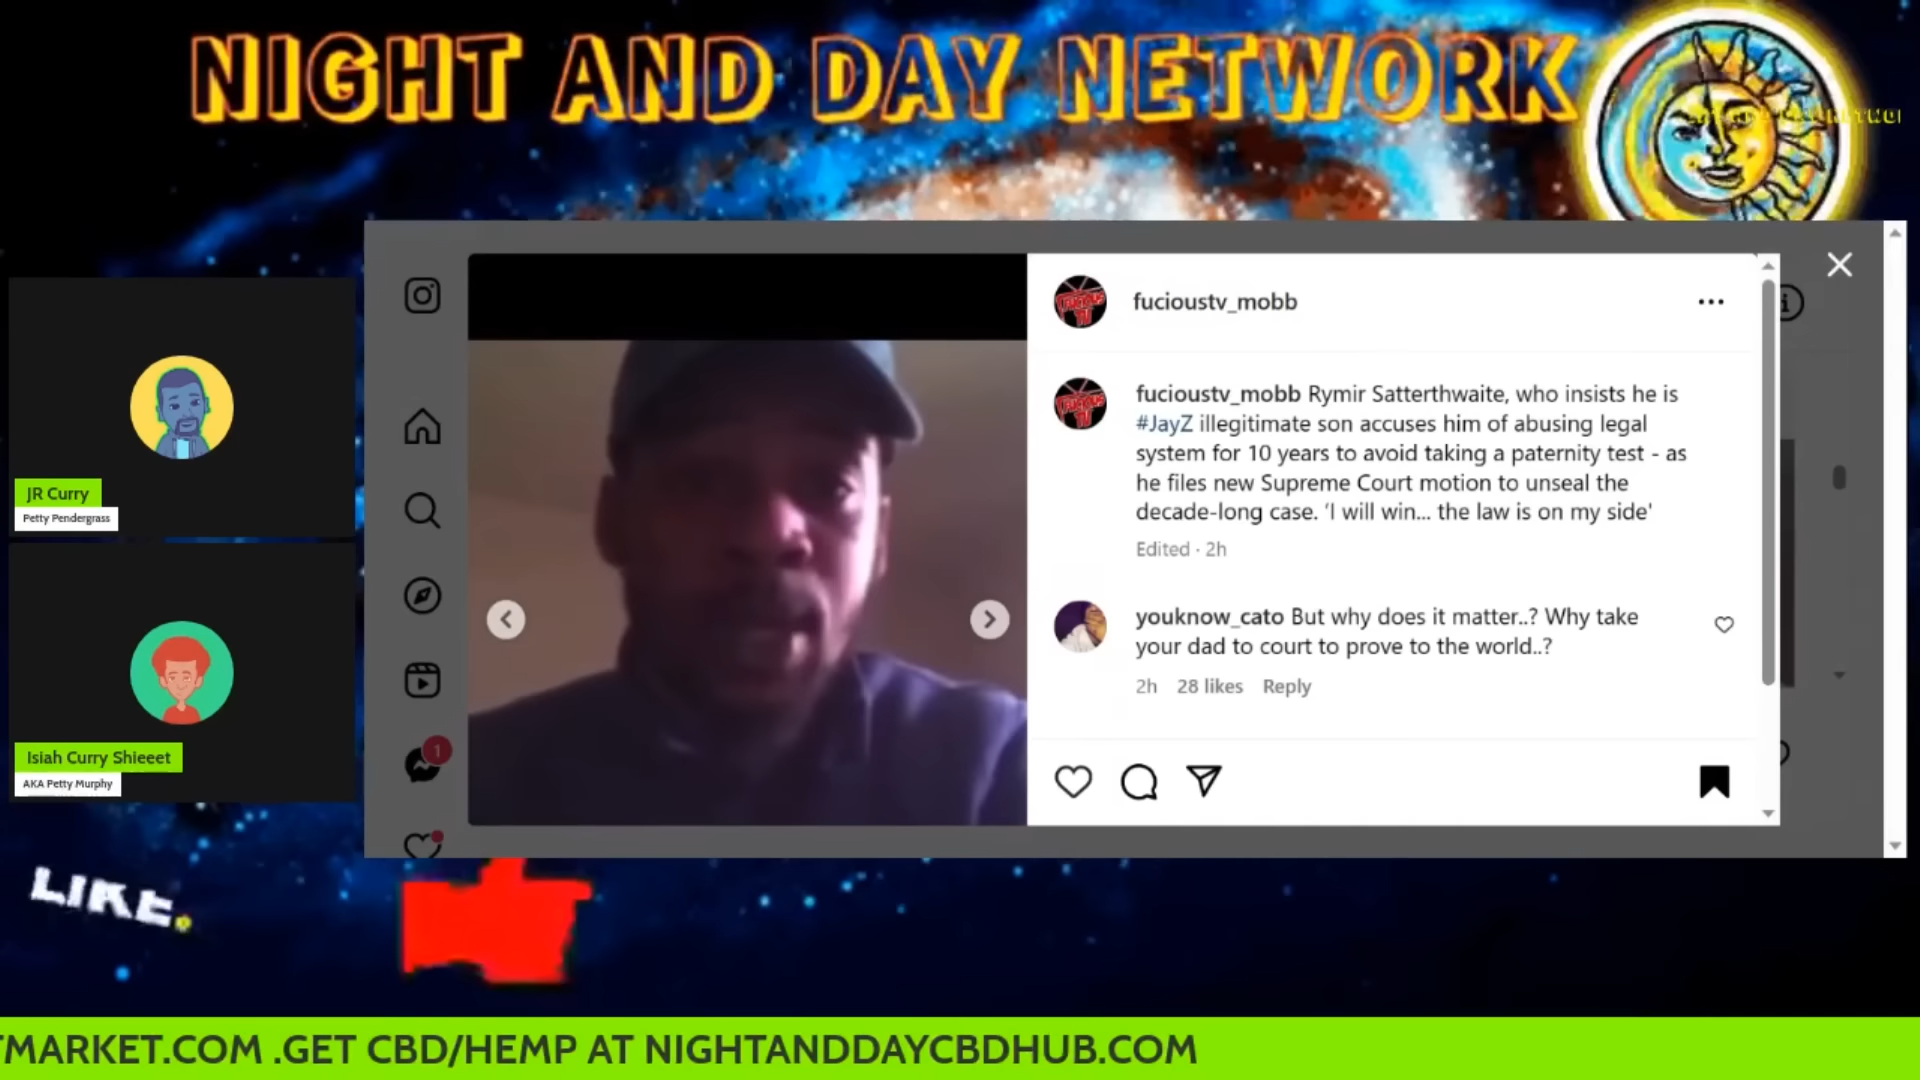 NIGHT AND DAY NETWORK
fucioustv_mobb
fucioustv_mobb Rymir Satterthwaite, who insists he is
#JayZ illegitimate son accuses him of abusing legal
system for 10 years to avoid taking a paternity test - as
he files new Supreme Court motion to unseal the
decade-long case. 'I will win... the law is on my side'
Edited · 2h
youknow_cato But why does it matter..? Why take
your dad to court to prove to the world..?
2h 28 likes Reply
JR Curry
Petty Pendergrass
Isiah Curry Shieeet
AKA Petty Murphy
1
LIKE.
TMARKET.COM .GET CBD/HEMP AT NIGHTANDDAYCBDHUB.COM